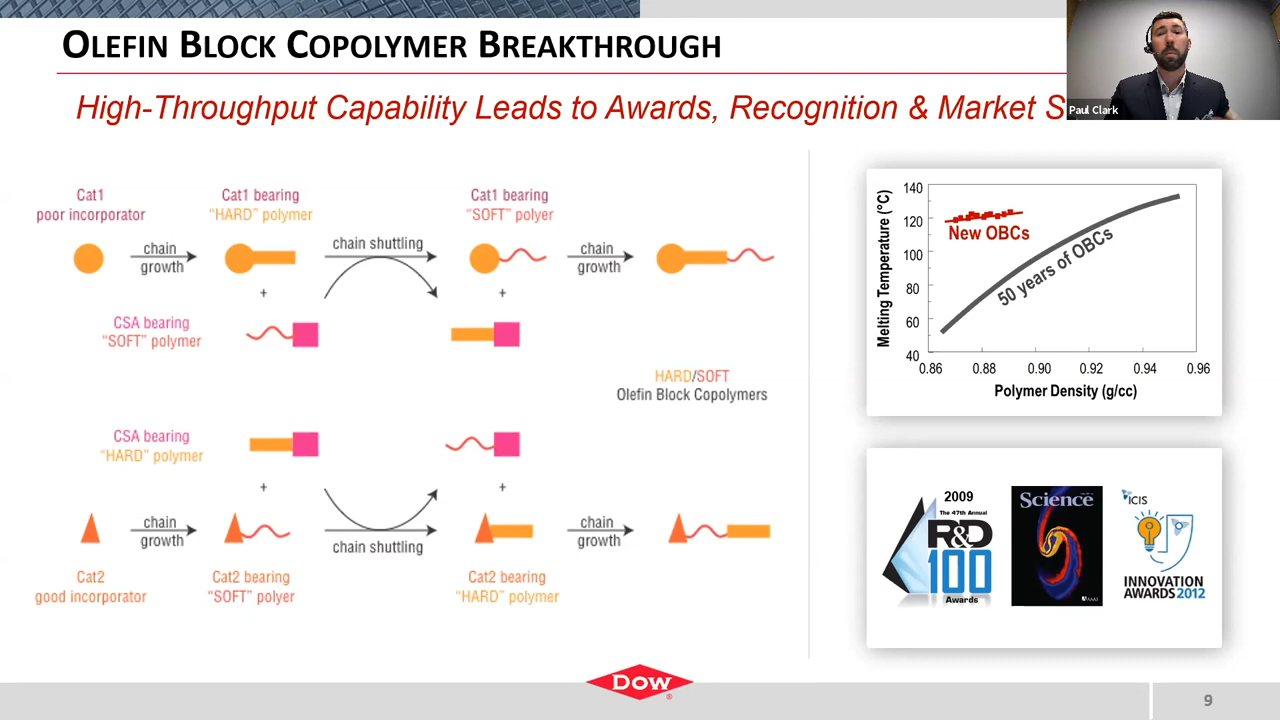 OLEFIN BLOCK COPOLYMER BREAKTHROUGH
High-Throughput Capability Leads to Awards, Recognition & Market S
Paul Clark
Cat1
poor incorporator
Cat1 bearing
“HARD” polymer
Cat1 bearing
“SOFT” polyer
chain
growth
chain shuttling
chain
growth
+
+
CSA bearing
“SOFT” polymer
HARD/SOFT
Olefin Block Copolymers
CSA bearing
“HARD” polymer
+
+
chain
growth
chain shuttling
chain
growth
Cat2
good incorporator
Cat2 bearing
“SOFT” polyer
Cat2 bearing
“HARD” polymer
Melting Temperature (°C)
140
120
100
80
60
40
New OBCs
50 years of OBCs
0.86 0.88 0.90 0.92 0.94 0.96
Polymer Density (g/cc)
2009
The 47th Annual
R&D
100
Awards
Science
AAAS
ICIS
INNOVATION
AWARDS 2012
DOW
®
9